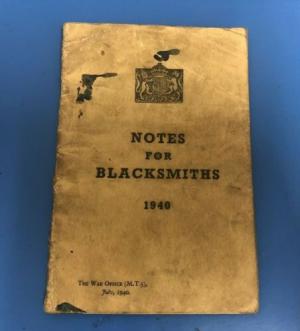 NOTES
FOR
BLACKSMITHS
1940
THE WAR OFFICE (M.T.5),
July, 1940.